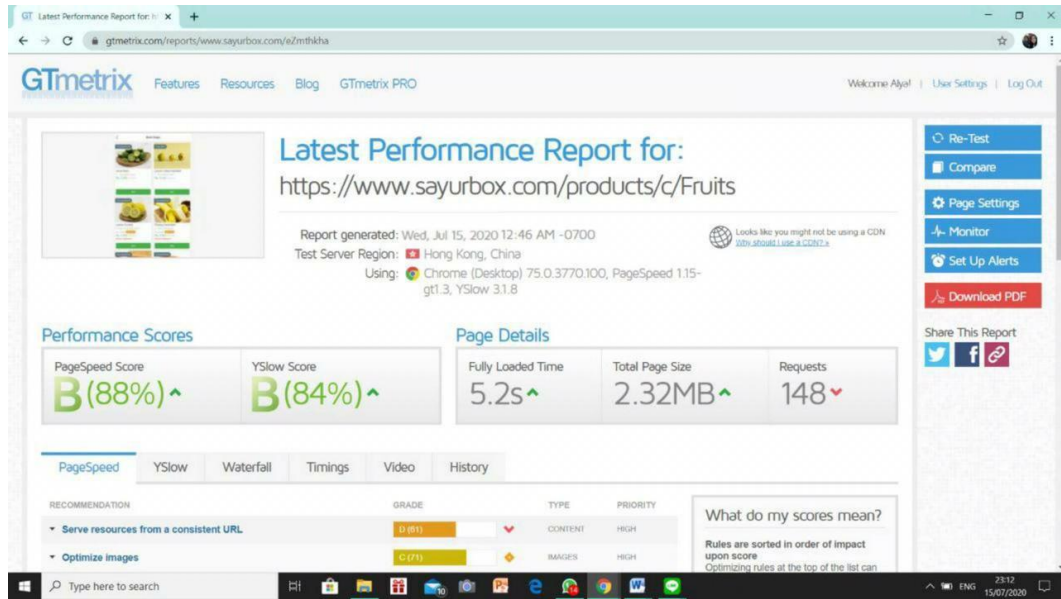 Latest Performance Report for: h
gtmetrix.com/reports/www.sayurbox.com/eZmthkha
GTmetrix Features Resources Blog GTmetrix PRO Welcome Alya! | User Settings | Log Out
Latest Performance Report for:
https://www.sayurbox.com/products/c/Fruits
Report generated: Wed, Jul 15, 2020 12:46 AM -0700
Test Server Region: Hong Kong, China
Using: Chrome (Desktop) 75.0.3770.100, PageSpeed 1.15-
gt1.3, YSlow 3.1.8
Looks like you might not be using a CDN
Why should I use a CDN? »
Re-Test
Compare
Page Settings
Monitor
Set Up Alerts
Download PDF
Share This Report
Performance Scores
PageSpeed Score YSlow Score
B (88%) B (84%)
Page Details
Fully Loaded Time Total Page Size Requests
5.2s 2.32MB 148
PageSpeed YSlow Waterfall Timings Video History
RECOMMENDATION GRADE TYPE PRIORITY
Serve resources from a consistent URL D (61) CONTENT HIGH
Optimize images C (71) IMAGES HIGH
What do my scores mean?
Rules are sorted in order of impact
upon score
Optimizing rules at the top of the list can
Type here to search
10
14
ENG
23:12
15/07/2020